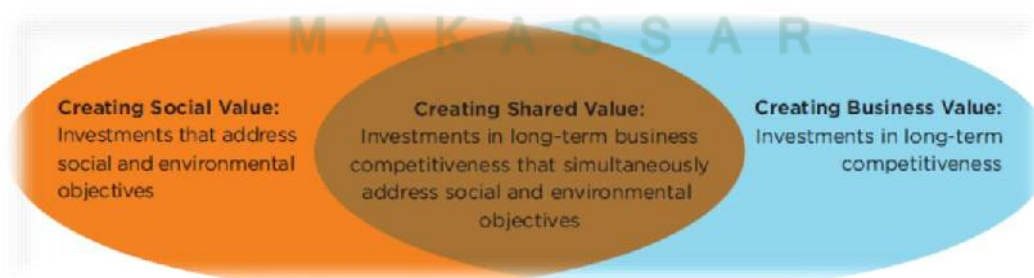 MAKASSAR
Creating Social Value:
Investments that address
social and environmental
objectives
Creating Shared Value:
Investments in long-term business
competitiveness that simultaneously
address social and environmental
objectives
Creating Business Value:
Investments in long-term
competitiveness